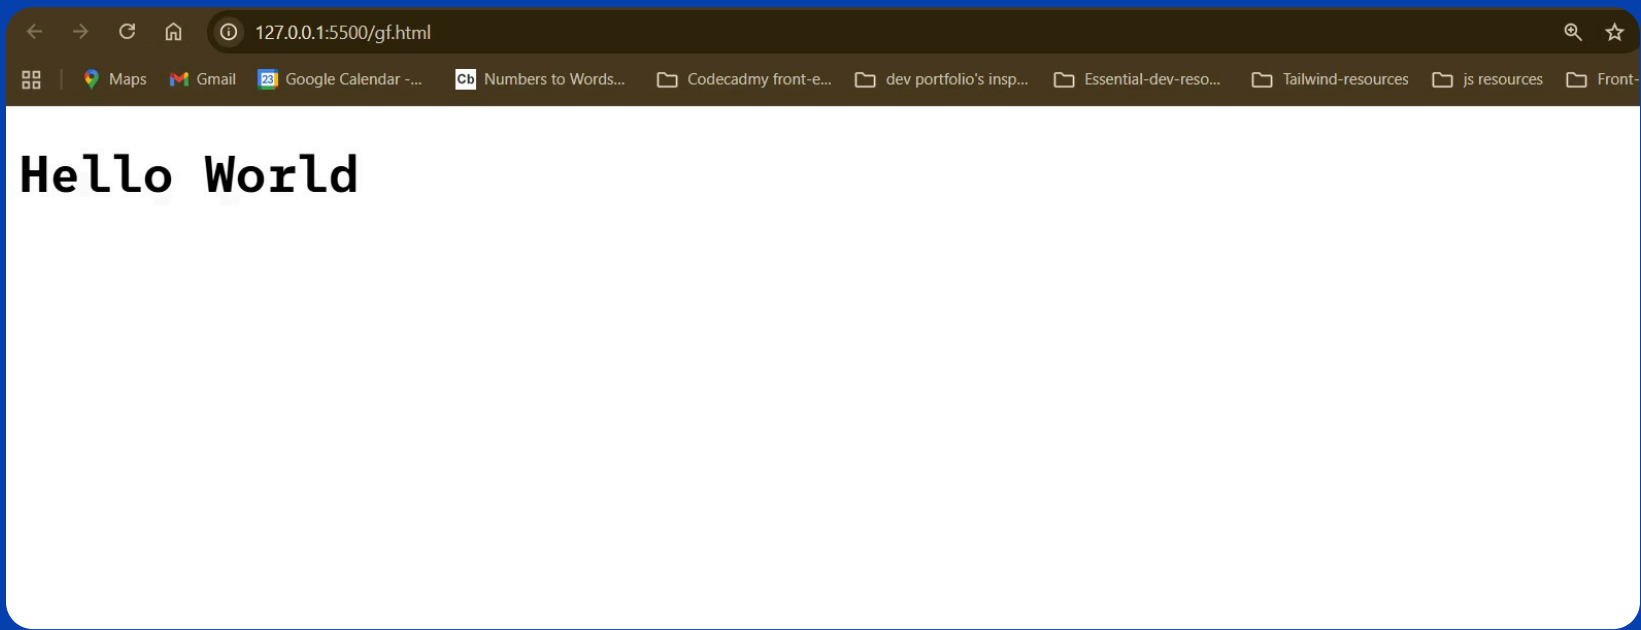 127.0.0.1:5500/gf.html
Maps Gmail 23 Google Calendar -... Cb Numbers to Words... Codecadmy front-e... dev portfolio's insp... Essential-dev-reso... Tailwind-resources js resources Front-
Hello World